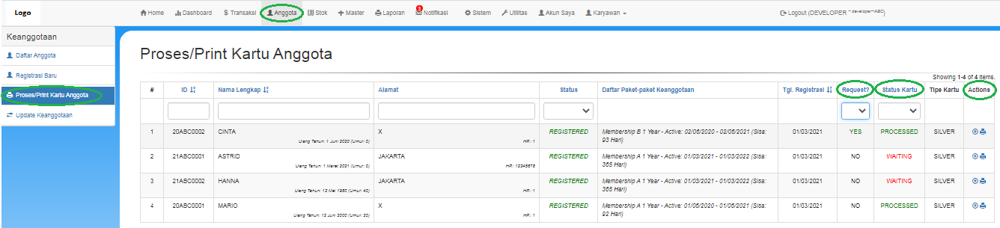 Logo
Home Dashboard $ Transaksi Anggota Stok Master Laporan 3 Notifikasi Sistem Utilitas Akun Saya Karyawan Logout (DEVELOPER - developer-ABC)
Keanggotaan
Daftar Anggota
Registrasi Baru
Proses/Print Kartu Anggota
Update Keanggotaan
Proses/Print Kartu Anggota
Showing 1-4 of 4 items.
# ID Nama Lengkap Alamat Status Daftar Paket-paket Keanggotaan Tgl. Registrasi Request? Status Kartu Tipe Kartu Actions
1 20ABC0002 CINTA X REGISTERED Membership B 1 Year - Active: 02/06/2020 - 02/06/2021 (Sisa: 01/03/2021 YES PROCESSED SILVER
Ulang Tahun: 1 Juni 2020 (Umur: 0) HP.: 1 93 Hari)
2 21ABC0001 ASTRID JAKARTA REGISTERED Membership A 1 Year - Active: 01/03/2021 - 01/03/2022 (Sisa: 01/03/2021 NO WAITING SILVER
Ulang Tahun: 1 Maret 2021 (Umur: 0) HP.: 12345678 365 Hari)
3 21ABC0002 HANNA JAKARTA REGISTERED Membership A 1 Year - Active: 01/03/2021 - 01/03/2022 (Sisa: 01/03/2021 NO WAITING SILVER
Ulang Tahun: 12 Mei 1980 (Umur: 40) HP.: 1 365 Hari)
4 20ABC0001 MARIO X REGISTERED Membership A 1 Year - Active: 01/06/2020 - 01/06/2021 (Sisa: 01/03/2021 NO PROCESSED SILVER
Ulang Tahun: 12 Juni 2000 (Umur: 20) HP.: 1 92 Hari)